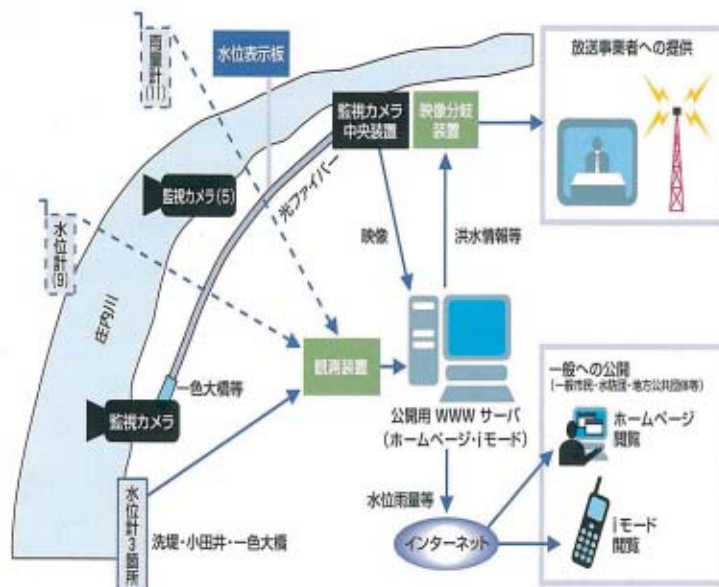 雨量計
(11)
水位表示板
放送事業者への提供
監視カメラ
中央装置
映像分岐
装置
監視カメラ(5)
光ファイバー
水位計
(9)
映像
洪水情報等
庄内川
観測装置
一色大橋等
監視カメラ
公開用 WWW サーバ
(ホームページ・iモード)
一般への公開
(一般市民・水防団・地方公共団体等)
ホームページ
閲覧
水位雨量等
水位計3箇所
洗堤・小田井・一色大橋
インターネット
iモード
閲覧